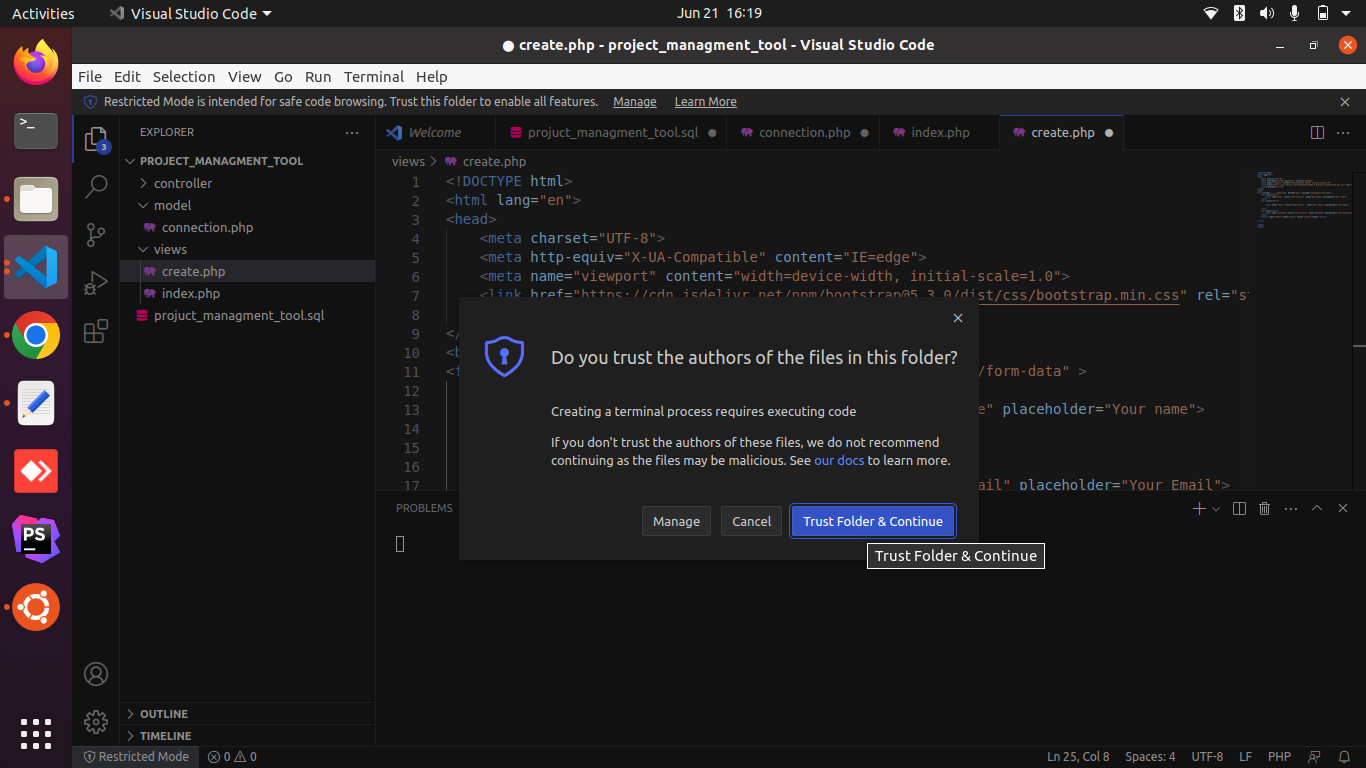 Activities
Visual Studio Code
Jun 21 16:19
● create.php - project_managment_tool - Visual Studio Code
File Edit Selection View Go Run Terminal Help
Restricted Mode is intended for safe code browsing. Trust this folder to enable all features. Manage Learn More
EXPLORER
PROJECT_MANAGMENT_TOOL
controller
model
connection.php
views
create.php
index.php
projuct_managment_tool.sql
OUTLINE
TIMELINE
3
>_
PS
Welcome
projuct_managment_tool.sql
connection.php
index.php
create.php
views > create.php
1 <!DOCTYPE html>
2 <html lang="en">
3 <head>
4 <meta charset="UTF-8">
5 <meta http-equiv="X-UA-Compatible" content="IE=edge">
6 <meta name="viewport" content="width=device-width, initial-scale=1.0">
7 <link href="https://cdn.jsdelivr.net/npm/bootstrap@5.3.0/dist/css/bootstrap.min.css" rel="st
8
9 </
10 <b
11 <f /form-data" >
12
13 e" placeholder="Your name">
14
15
16
17 ail" placeholder="Your Email">
Do you trust the authors of the files in this folder?
Creating a terminal process requires executing code
If you don't trust the authors of these files, we do not recommend
continuing as the files may be malicious. See our docs to learn more.
Manage
Cancel
Trust Folder & Continue
Trust Folder & Continue
PROBLEMS
Restricted Mode
0 0
Ln 25, Col 8
Spaces: 4
UTF-8
LF
PHP